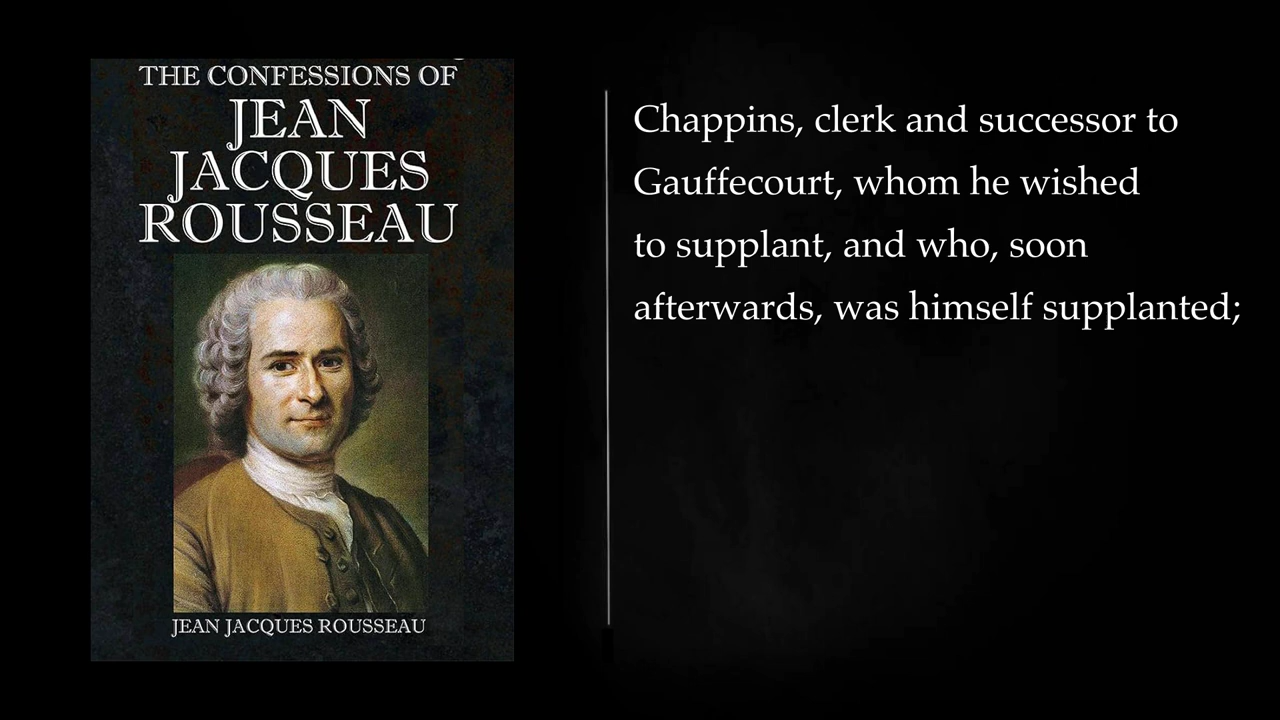 THE CONFESSIONS OF
JEAN
JACQUES
ROUSSEAU
JEAN JACQUES ROUSSEAU
Chappins, clerk and successor to
Gauffecourt, whom he wished
to supplant, and who, soon
afterwards, was himself supplanted;